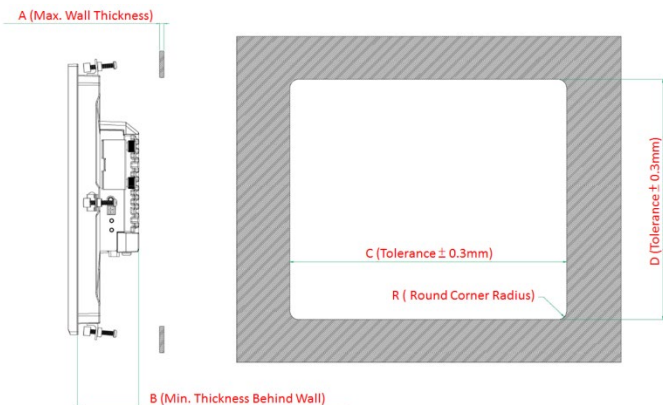 A (Max. Wall Thickness)
D (Tolerance ± 0.3mm)
C (Tolerance ± 0.3mm)
R ( Round Corner Radius)
B (Min. Thickness Behind Wall)